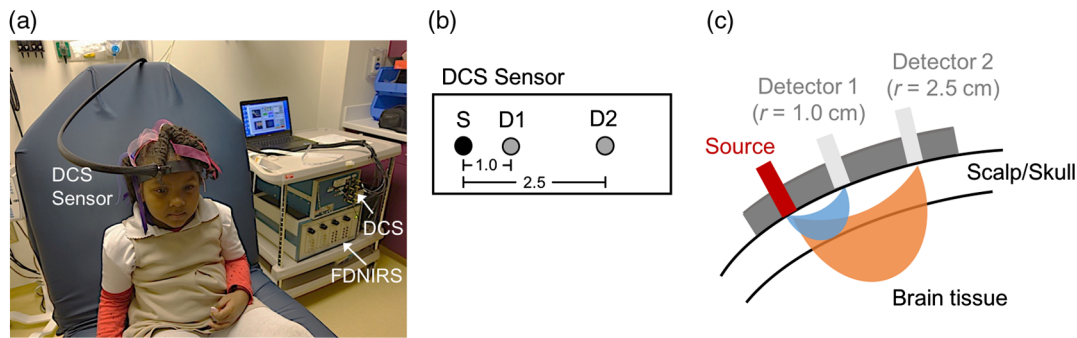 (a)
DCS
Sensor
DCS
FDNIRS
(b)
DCS Sensor
S D1 D2
1.0
2.5
(c)
Detector 2
(r = 2.5 cm)
Detector 1
(r = 1.0 cm)
Source
Scalp/Skull
Brain tissue